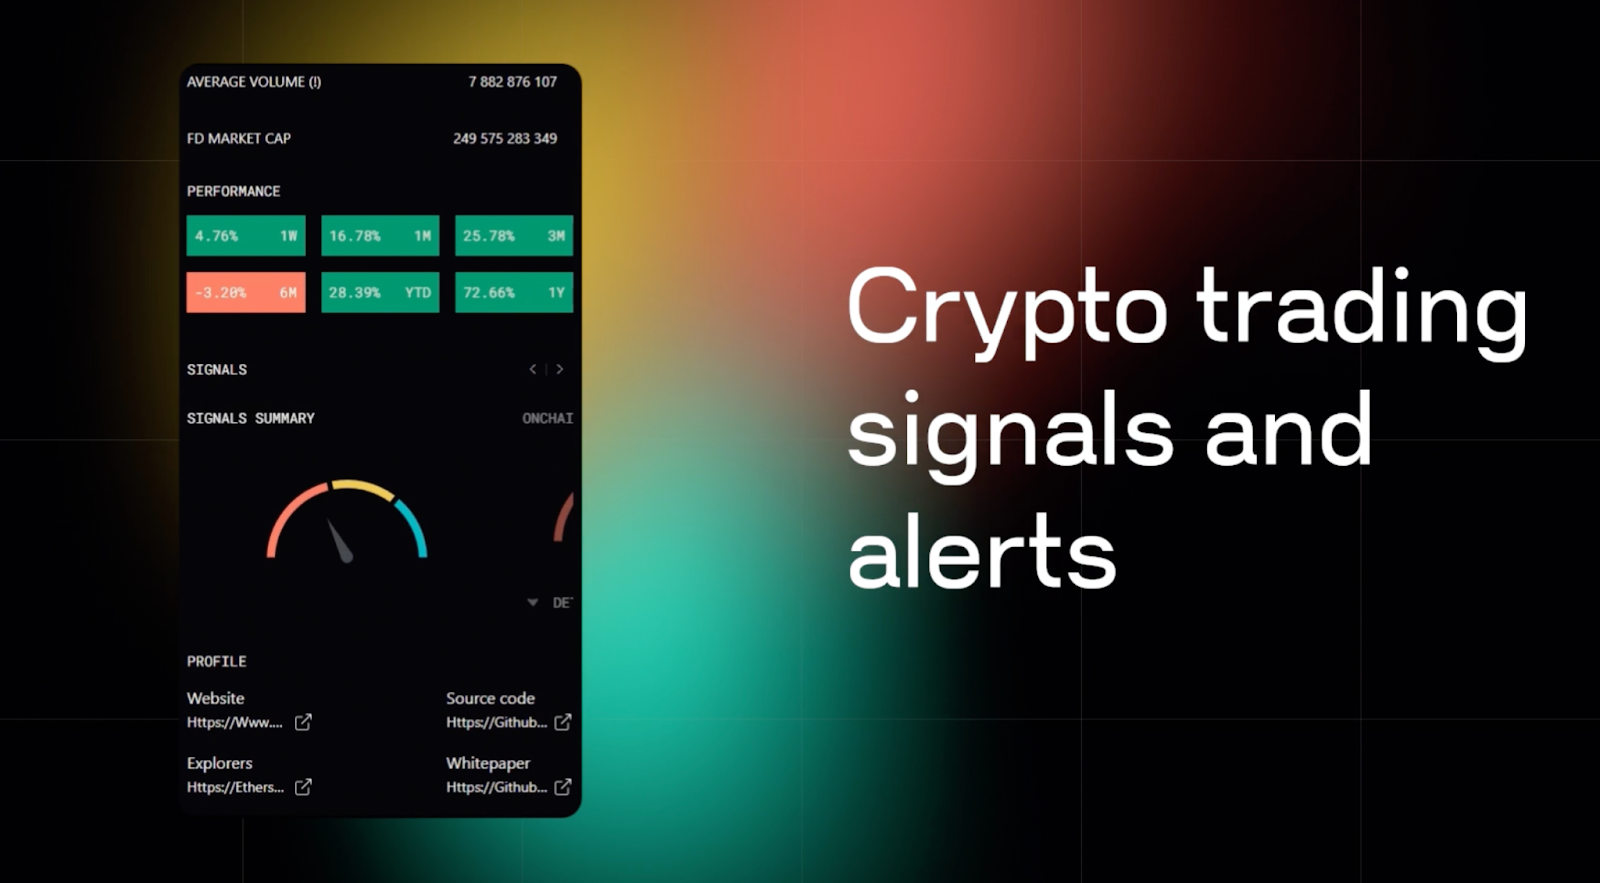 AVERAGE VOLUME (!) 7 882 876 107
FD MARKET CAP 249 575 283 349
PERFORMANCE
4.76% 1W 16.78% 1M 25.78% 3M
-3.20% 6M 28.39% YTD 72.66% 1Y
SIGNALS < >
SIGNALS SUMMARY ONCHAI
DET
PROFILE
Website Source code
Https://Www.... Https://Github...
Explorers Whitepaper
Https://Ethers... Https://Github...
Crypto trading
signals and
alerts